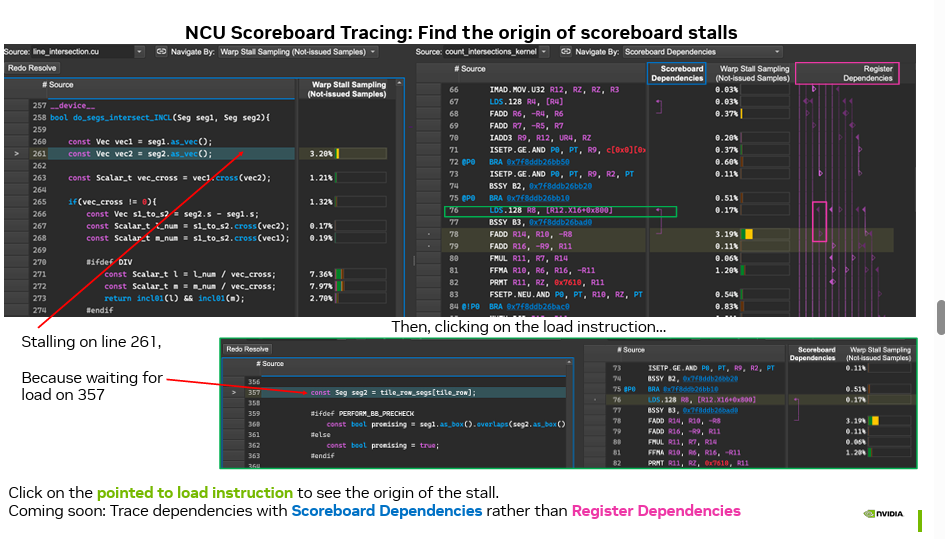 NCU Scoreboard Tracing: Find the origin of scoreboard stalls
Source: line_intersection.cu
Navigate By: Warp Stall Sampling (Not-issued Samples)
Redo Resolve
# Source
Warp Stall Sampling
(Not-issued Samples)
257 __device__
258 bool do_segs_intersect_INCL(Seg seg1, Seg seg2){
259
260 const Vec vec1 = seg1.as_vec();
> 261 const Vec vec2 = seg2.as_vec(); 3.20%
262
263 const Scalar_t vec_cross = vec1.cross(vec2); 1.21%
264
265 if(vec_cross != 0){ 1.32%
266 const Vec s1_to_s2 = seg2.s - seg1.s;
267 const Scalar_t l_num = s1_to_s2.cross(vec2); 0.17%
268 const Scalar_t m_num = s1_to_s2.cross(vec1); 0.19%
269
270 #ifdef DIV
271 const Scalar_t l = l_num / vec_cross; 7.36%
272 const Scalar_t m = m_num / vec_cross; 7.97%
273 return incl01(l) && incl01(m); 2.70%
274 #endif
Source: count_intersections_kernel
Navigate By: Scoreboard Dependencies
# Source
Scoreboard
Dependencies
Warp Stall Sampling
(Not-issued Samples)
Register
Dependencies
66 IMAD.MOV.U32 R12, RZ, RZ, R3 0.03%
67 LDS.128 R4, [R4] 0.03%
68 FADD R6, -R4, R6 0.37%
69 FADD R7, -R5, R7
70 IADD3 R9, R12, UR4, RZ 0.20%
71 ISETP.GE.AND P0, PT, R9, c[0x0][0x 0.37%
72 @P0 BRA 0x7f8ddb26bb50 0.60%
73 ISETP.GE.AND P0, PT, R9, R2, PT 0.11%
74 BSSY B2, 0x7f8ddb26bb20
75 @P0 BRA 0x7f8ddb26bb10 0.51%
76 LDS.128 R8, [R12.X16+0x800] 0.17%
77 BSSY B3, 0x7f8ddb26bad0
78 FADD R14, R10, -R8 3.19%
79 FADD R16, -R9, R11 0.11%
80 FMUL R11, R7, R14 0.06%
81 FFMA R10, R6, R16, -R11 1.20%
82 PRMT R11, RZ, 0x7610, R11
83 FSETP.NEU.AND P0, PT, R10, RZ, PT 0.54%
84 @!P0 BRA 0x7f8ddb26bac0 0.83%
Then, clicking on the load instruction...
Stalling on line 261,
Because waiting for
load on 357
Redo Resolve
# Source
356
> 357 const Seg seg2 = tile_row_segs[tile_row];
358
359 #ifdef PERFORM_BB_PRECHECK
360 const bool promising = seg1.as_box().overlaps(seg2.as_box()
361 #else
362 const bool promising = true;
363 #endif
364
# Source
Scoreboard
Dependencies
Warp Stall Sampling
(Not-issued Samples)
73 ISETP.GE.AND P0, PT, R9, R2, PT 0.11%
74 BSSY B2, 0x7f8ddb26bb20
75 @P0 BRA 0x7f8ddb26bb10 0.51%
76 LDS.128 R8, [R12.X16+0x800] 0.17%
77 BSSY B3, 0x7f8ddb26bad0
78 FADD R14, R10, -R8 3.19%
79 FADD R16, -R9, R11 0.11%
80 FMUL R11, R7, R14 0.06%
81 FFMA R10, R6, R16, -R11 1.20%
82 PRMT R11, RZ, 0x7610, R11
Click on the pointed to load instruction to see the origin of the stall.
Coming soon: Trace dependencies with Scoreboard Dependencies rather than Register Dependencies
NVIDIA